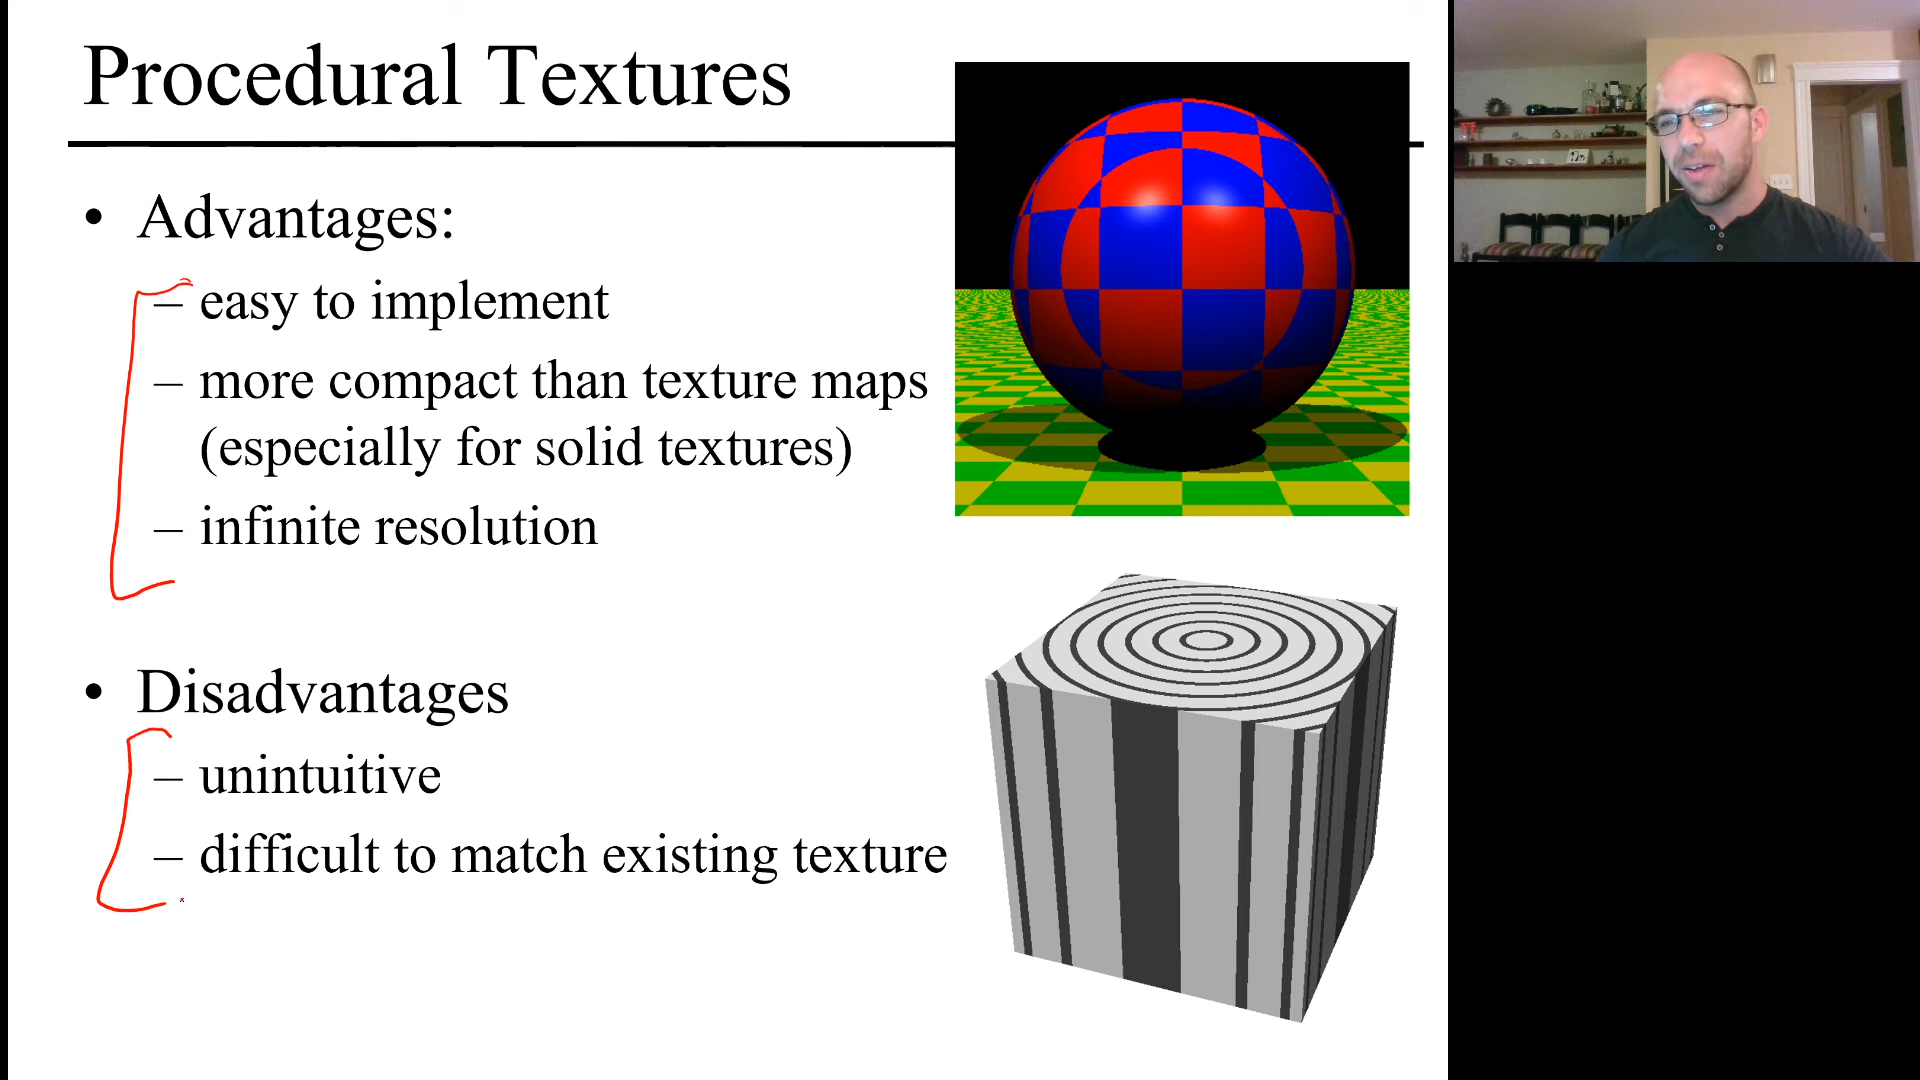 Procedural Textures
• Advantages:
– easy to implement
– more compact than texture maps
(especially for solid textures)
– infinite resolution
• Disadvantages
– unintuitive
– difficult to match existing texture